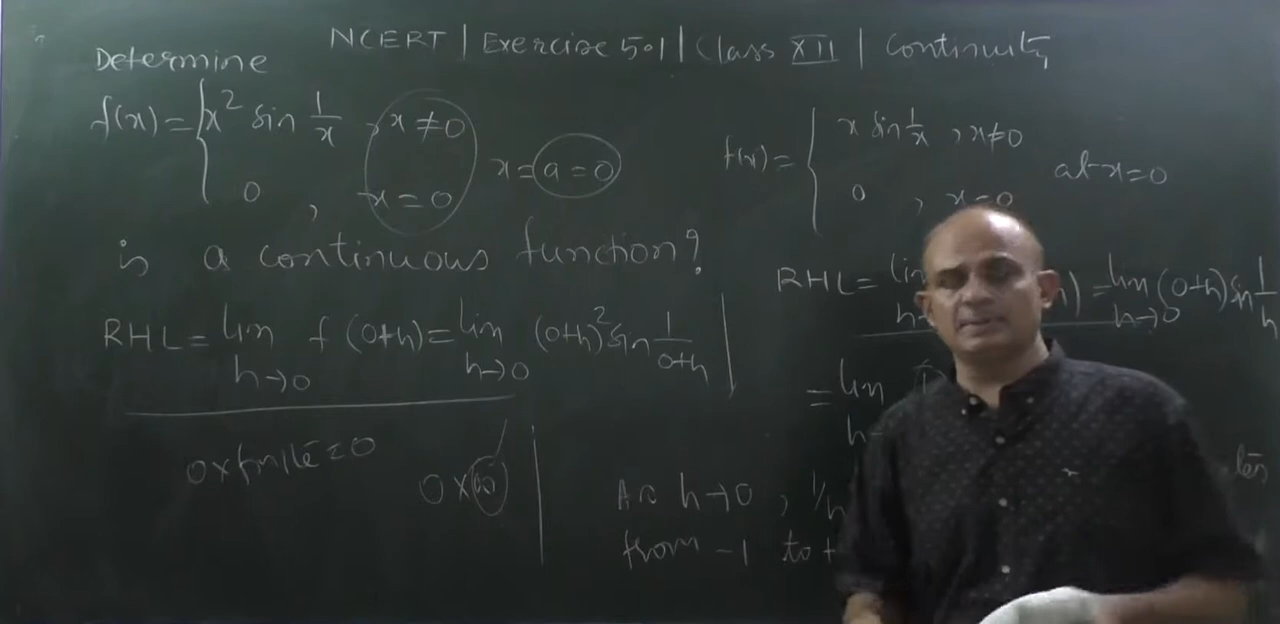 NCERT | Exercise 5.1 | Class XII | Continuity
Determine
f(x) = { x² sin 1/x , x ≠ 0
0 , x = 0
x = a = 0
is a continuous function?
RHL = lim h→0 f(0+h) = lim h→0 (0+h)² sin 1/0+h
0 x finite = 0
0 x ∞
f(x) = { x sin 1/x , x ≠ 0
0 , x = 0
at x = 0
RHL = lim h) = lim h→0 (0+h) sin 1/h
= lim
As h→0 , 1/h
from -1 to +